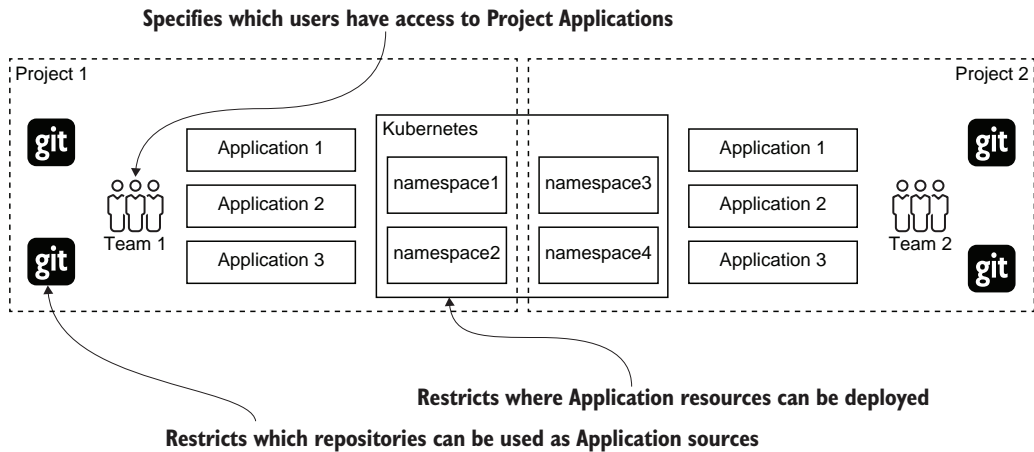 Specifies which users have access to Project Applications
Project 1
Project 2
git
git
Kubernetes
Application 1
Application 1
namespace1
namespace3
Application 2
Application 2
Team 1
Team 2
git
git
Application 3
namespace2
namespace4
Application 3
Restricts where Application resources can be deployed
Restricts which repositories can be used as Application sources